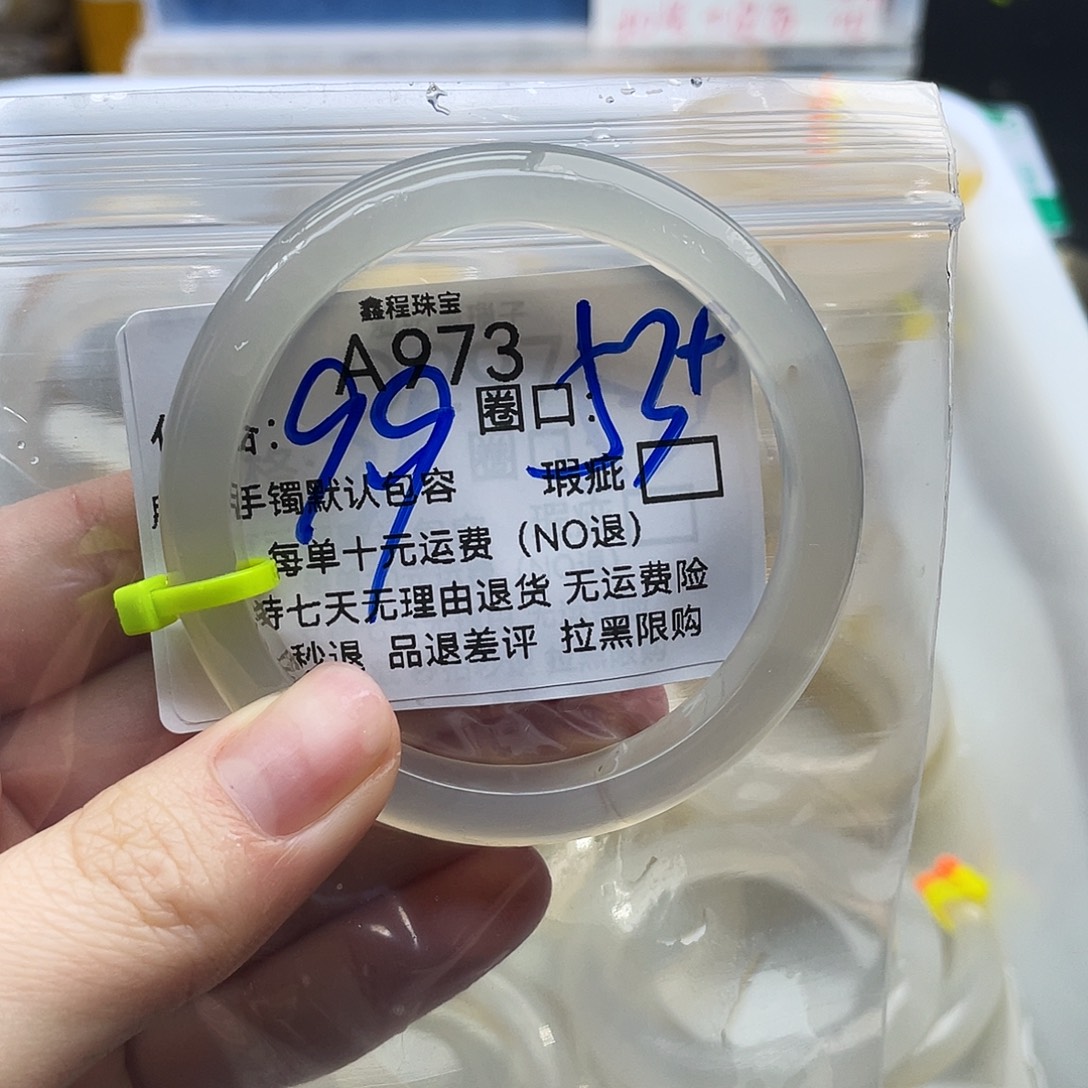 鑫程珠宝
A973
99 圈口:53+
手镯默认包容 瑕疵
每单十元运费（NO退）
持七天无理由退货 无运费险
秒退 品退差评 拉黑限购